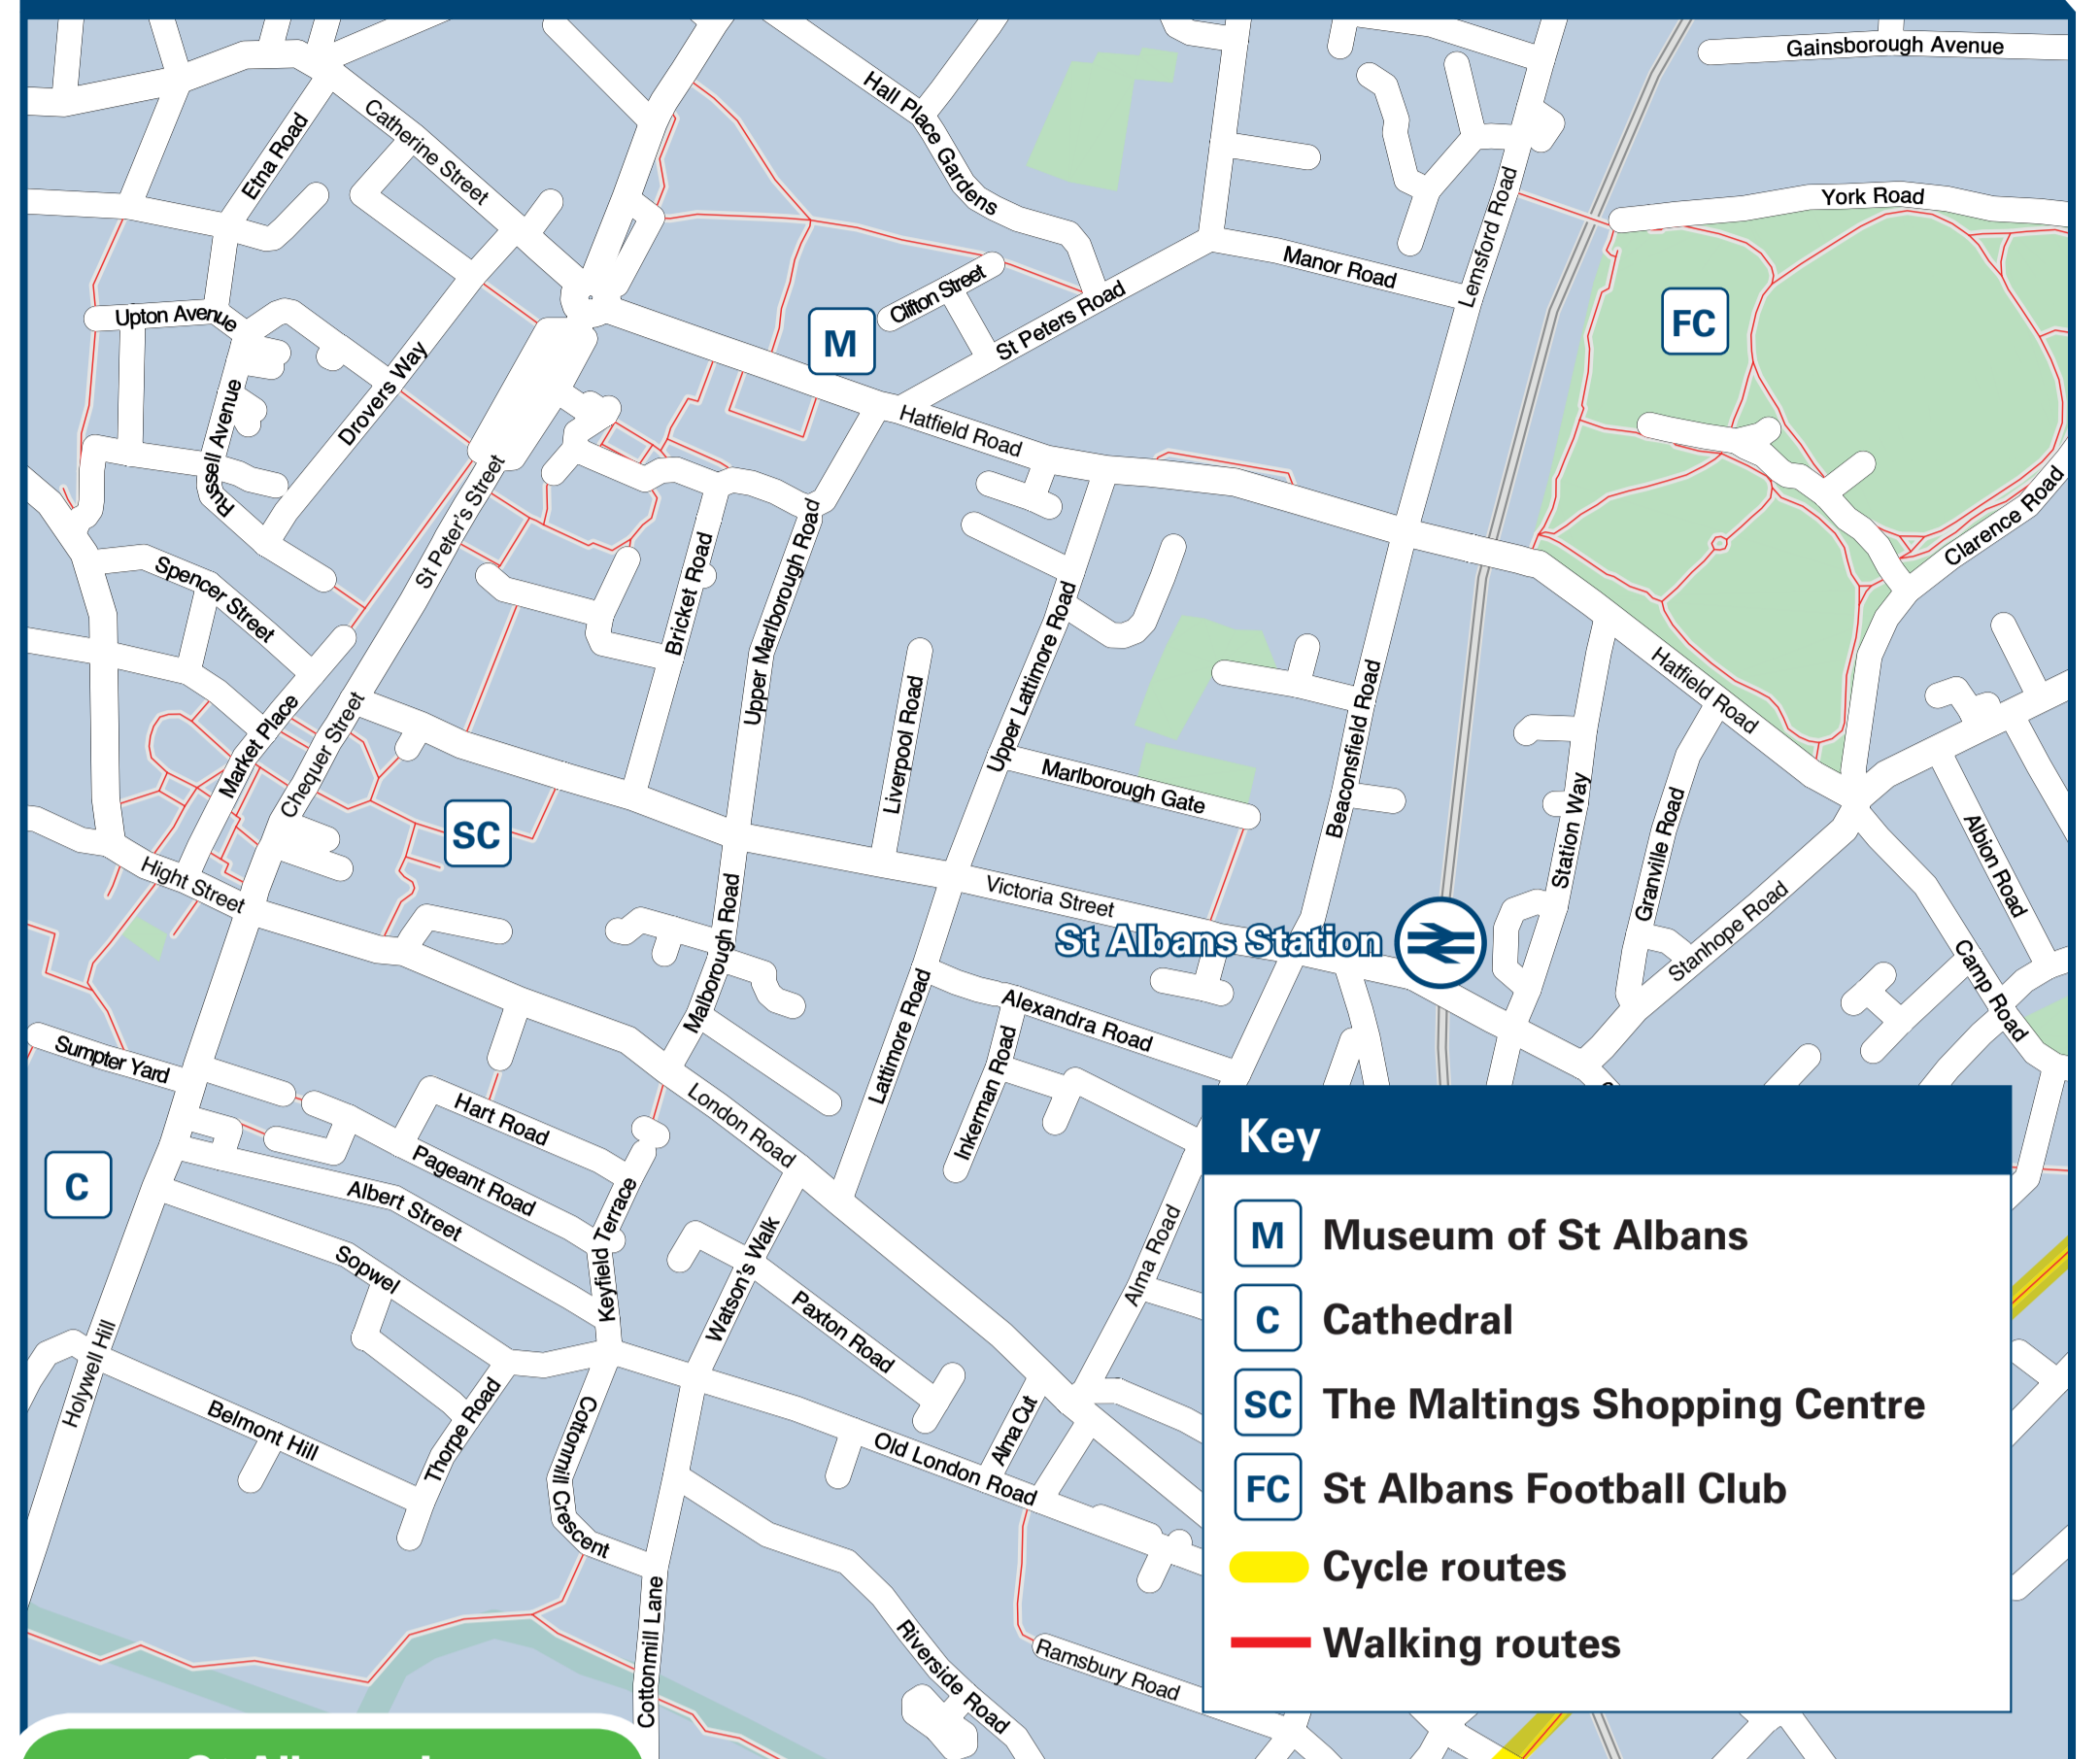 Gainsborough Avenue
Hall Place Gardens
Catherine Street
Etna Road
York Road
Lemsford Road
Manor Road
Clifton Street
St Peters Road
Upton Avenue
M
FC
Drovers Way
Russell Avenue
Hatfield Road
St Peter's Street
Clarence Road
Spencer Street
Bricket Road
Upper Marlborough Road
Upper Lattimore Road
Hatfield Road
Market Place
Chequer Street
Liverpool Road
Beaconsfield Road
Marlborough Gate
Station Way
Granville Road
Albion Road
SC
Hight Street
Victoria Street
Malborough Road
St Albans Station
Stanhope Road
Camp Road
Lattimore Road
Alexandra Road
Inkerman Road
Sumpter Yard
London Road
Hart Road
Pageant Road
Albert Street
C
Keyfield Terrace
Watson's Walk
Alma Road
Sopwel
Paxton Road
Holywell Hill
Belmont Hill
Thorpe Road
Cottonmill Crescent
Old London Road
Alma Cut
Cottonmill Lane
Riverside Road
Ramsbury Road
Key
M Museum of St Albans
C Cathedral
SC The Maltings Shopping Centre
FC St Albans Football Club
Cycle routes
Walking routes